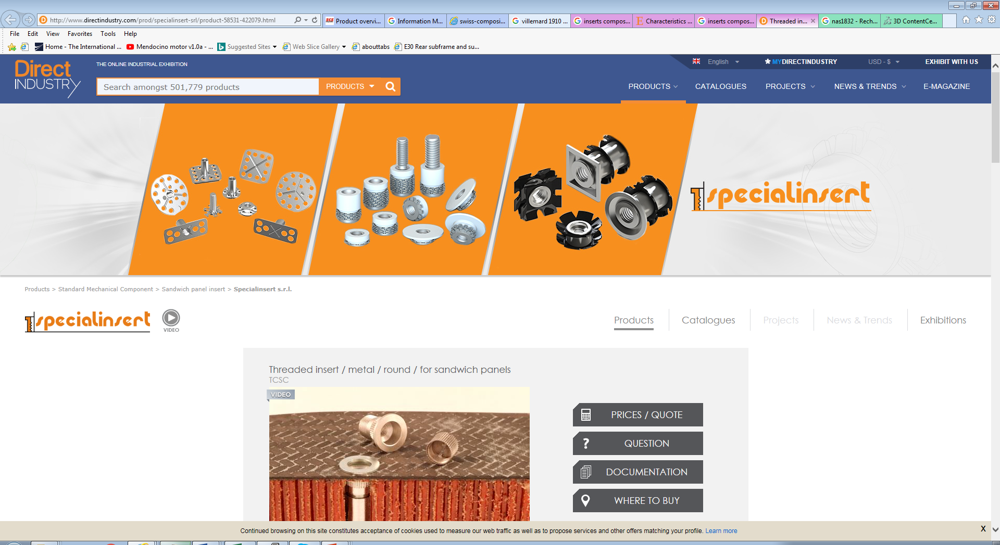 http://www.directindustry.com/prod/specialinsert-srl/product-58531-422079.html
Product overvi...
Information M...
swiss-composi...
villemard 1910 ...
inserts compos...
Characteristics ...
inserts compos...
Threaded in...
nas1832 - Rech...
3D ContentCe...
File Edit View Favorites Tools Help
Home - The International ...
Mendocino motor v1.0a - ...
Suggested Sites
Web Slice Gallery
abouttabs
E30 Rear subframe and su...
Direct
INDUSTRY
THE ONLINE INDUSTRIAL EXHIBITION
English
MYDIRECTINDUSTRY
USD - $
EXHIBIT WITH US
Search amongst 501,779 products
PRODUCTS
PRODUCTS
CATALOGUES
PROJECTS
NEWS & TRENDS
E-MAGAZINE
specialinsert
Products > Standard Mechanical Component > Sandwich panel insert > Specialinsert s.r.l.
specialinsert
VIDEO
Products
Catalogues
Projects
News & Trends
Exhibitions
Threaded insert / metal / round / for sandwich panels
TCSC
VIDEO
PRICES / QUOTE
QUESTION
DOCUMENTATION
WHERE TO BUY
Continued browsing on this site constitutes acceptance of cookies used to measure our web traffic as well as to propose services and other offers matching your profile. Learn more
X